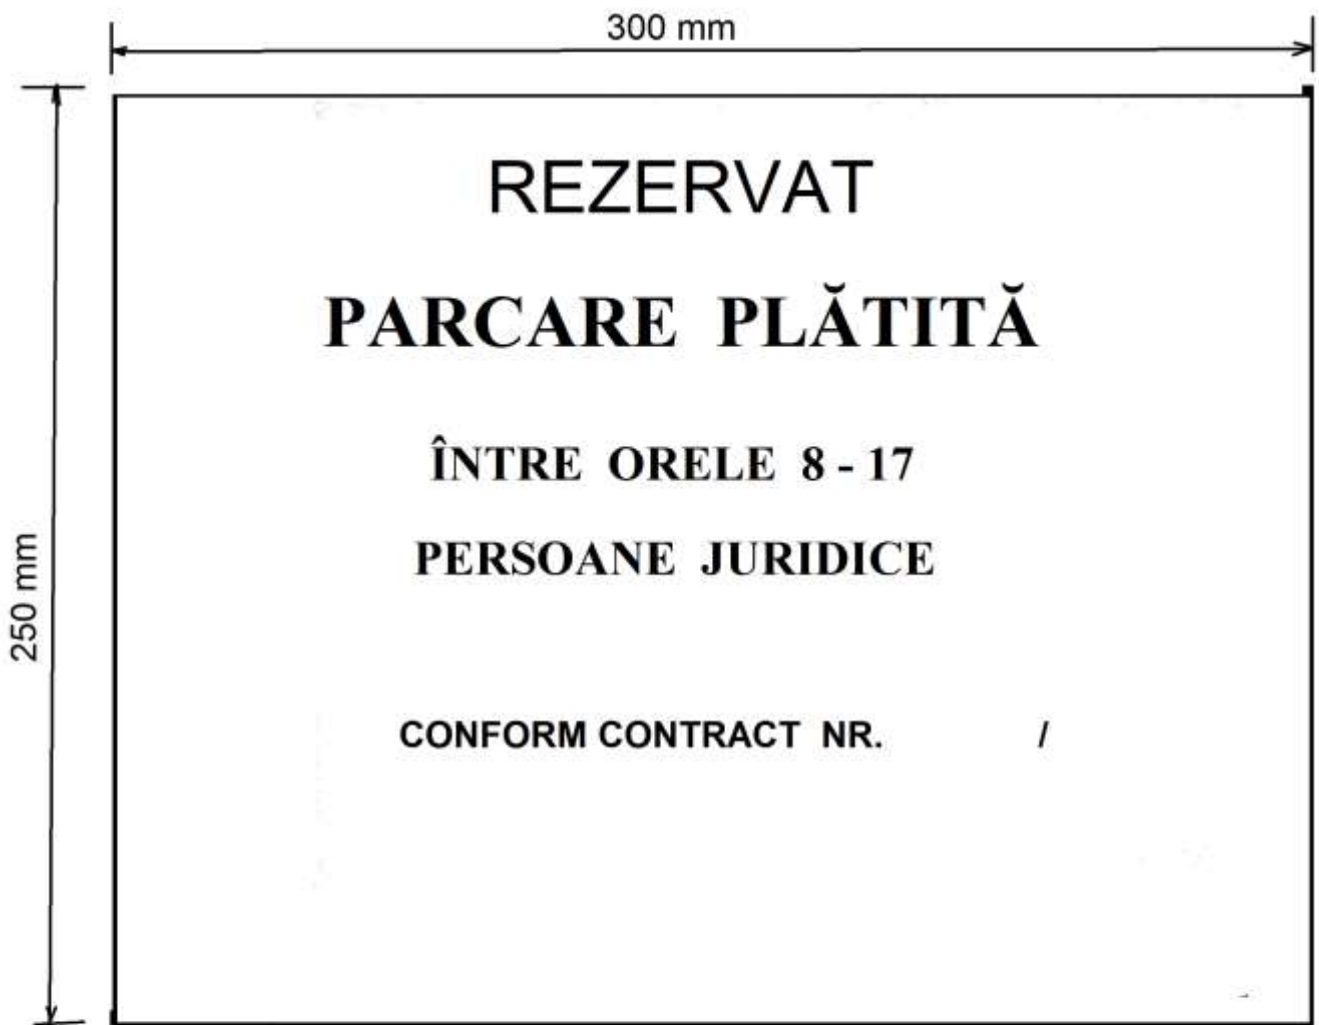 300 mm
REZERVAT
PARCARE PLĂTITĂ
ÎNTRE ORELE 8 - 17
PERSOANE JURIDICE
250 mm
CONFORM CONTRACT NR. /